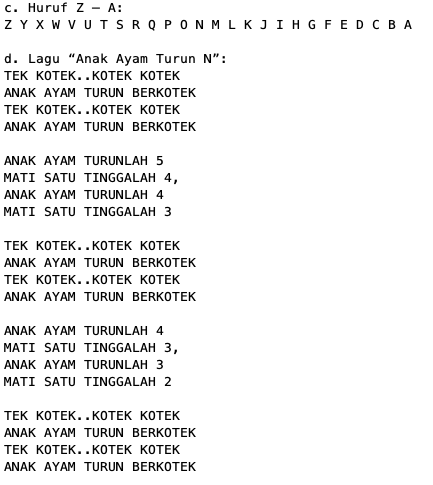 c. Huruf Z – A:
Z Y X W V U T S R Q P O N M L K J I H G F E D C B A
d. Lagu “Anak Ayam Turun N”:
TEK KOTEK..KOTEK KOTEK
ANAK AYAM TURUN BERKOTEK
TEK KOTEK..KOTEK KOTEK
ANAK AYAM TURUN BERKOTEK
ANAK AYAM TURUNLAH 5
MATI SATU TINGGALAH 4,
ANAK AYAM TURUNLAH 4
MATI SATU TINGGALAH 3
TEK KOTEK..KOTEK KOTEK
ANAK AYAM TURUN BERKOTEK
TEK KOTEK..KOTEK KOTEK
ANAK AYAM TURUN BERKOTEK
ANAK AYAM TURUNLAH 4
MATI SATU TINGGALAH 3,
ANAK AYAM TURUNLAH 3
MATI SATU TINGGALAH 2
TEK KOTEK..KOTEK KOTEK
ANAK AYAM TURUN BERKOTEK
TEK KOTEK..KOTEK KOTEK
ANAK AYAM TURUN BERKOTEK